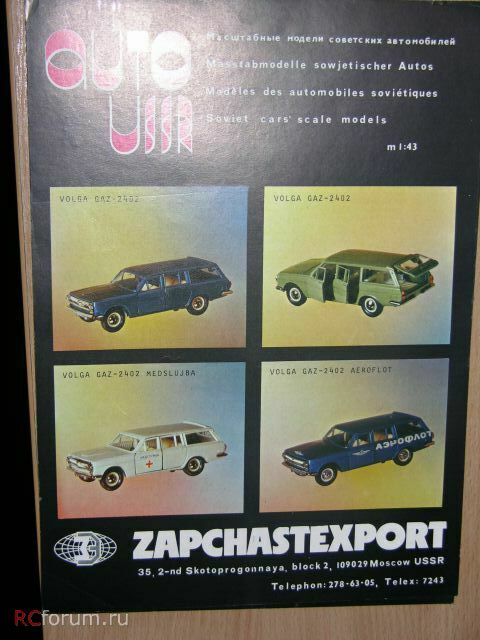 auto
USSR
Масштабные модели советских автомобилей
Masstabmodelle sowjetischer Autos
Modèles des automobiles soviétiques
Soviet cars' scale models
m 1:43
VOLGA GAZ-2402
VOLGA GAZ-2402
VOLGA GAZ-2402 MEDSLUJBA
VOLGA GAZ-2402 AEROFLOT
АЭРОФЛОТ
ZAPCHASTEXPORT
35, 2-nd Skotoprogonnaya, block 2, 109029 Moscow USSR
Telephon: 278-63-05, Telex: 7243
RCforum.ru